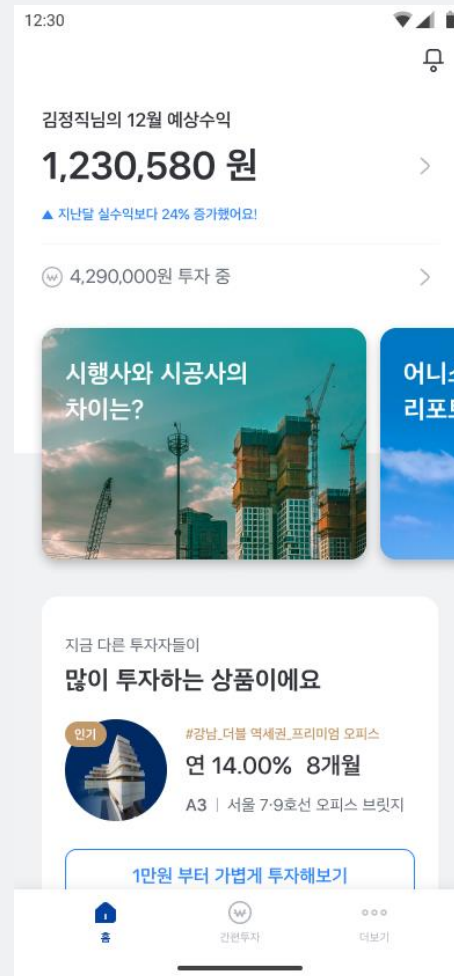 12:30
김정직님의 12월 예상수익
1,230,580 원
▲ 지난달 실수익보다 24% 증가했어요!
4,290,000원 투자 중
시행사와 시공사의
차이는?
어니스
리포트
지금 다른 투자자들이
많이 투자하는 상품이에요
인기
#강남_더블 역세권_프리미엄 오피스
연 14.00% 8개월
A3 | 서울 7·9호선 오피스 브릿지
1만원 부터 가볍게 투자해보기
홈
간편투자
더보기